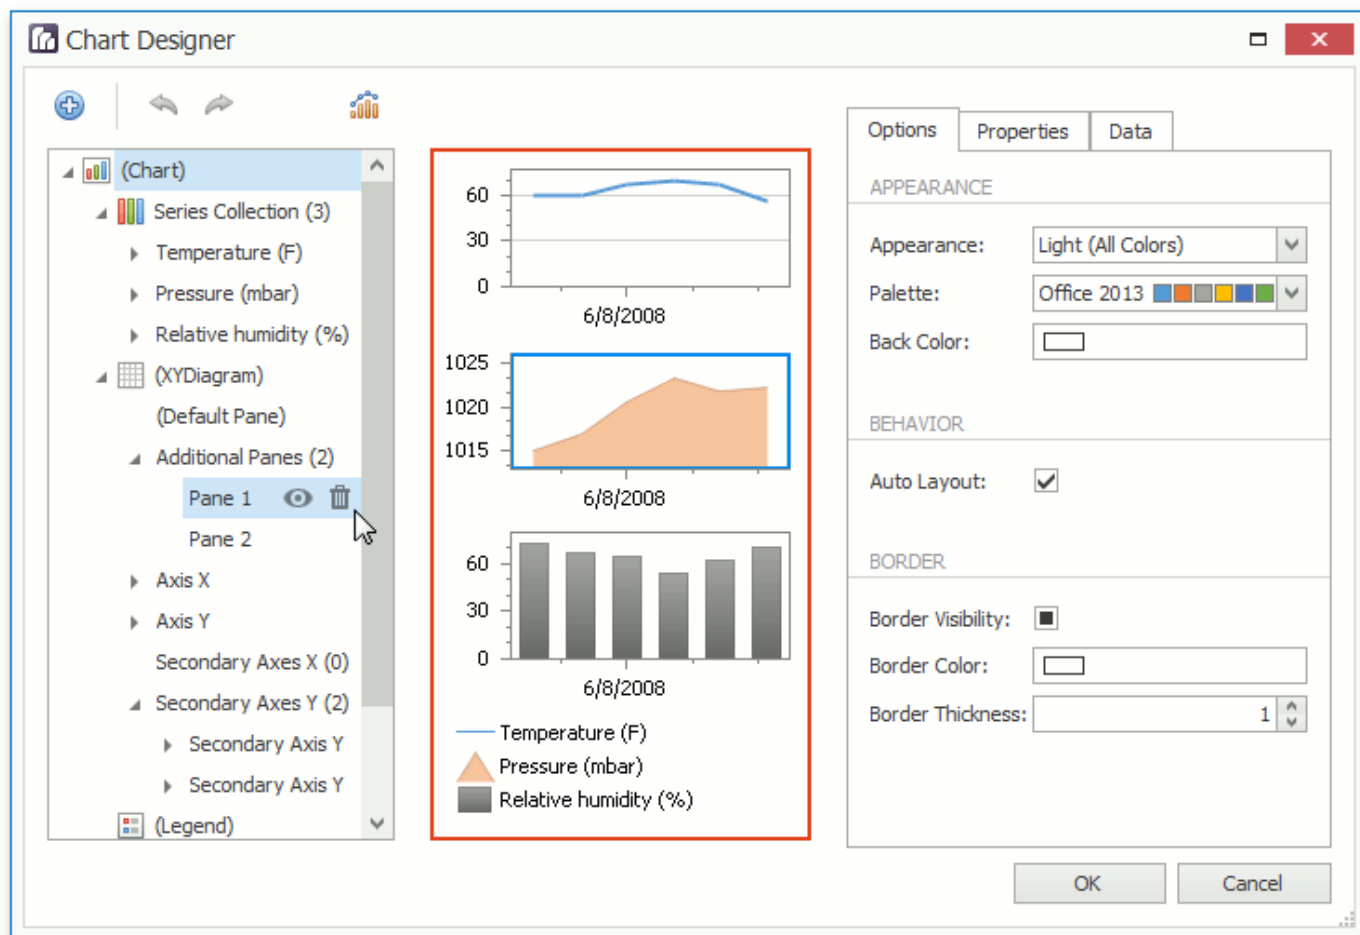 Chart Designer
(Chart)
Series Collection (3)
Temperature (F)
Pressure (mbar)
Relative humidity (%)
(XYDiagram)
(Default Pane)
Additional Panes (2)
Pane 1
Pane 2
Axis X
Axis Y
Secondary Axes X (0)
Secondary Axes Y (2)
Secondary Axis Y
Secondary Axis Y
(Legend)
60
30
0
6/8/2008
1025
1020
1015
6/8/2008
60
30
0
6/8/2008
Temperature (F)
Pressure (mbar)
Relative humidity (%)
Options Properties Data
APPEARANCE
Appearance: Light (All Colors)
Palette: Office 2013
Back Color:
BEHAVIOR
Auto Layout:
BORDER
Border Visibility:
Border Color:
Border Thickness: 1
OK Cancel